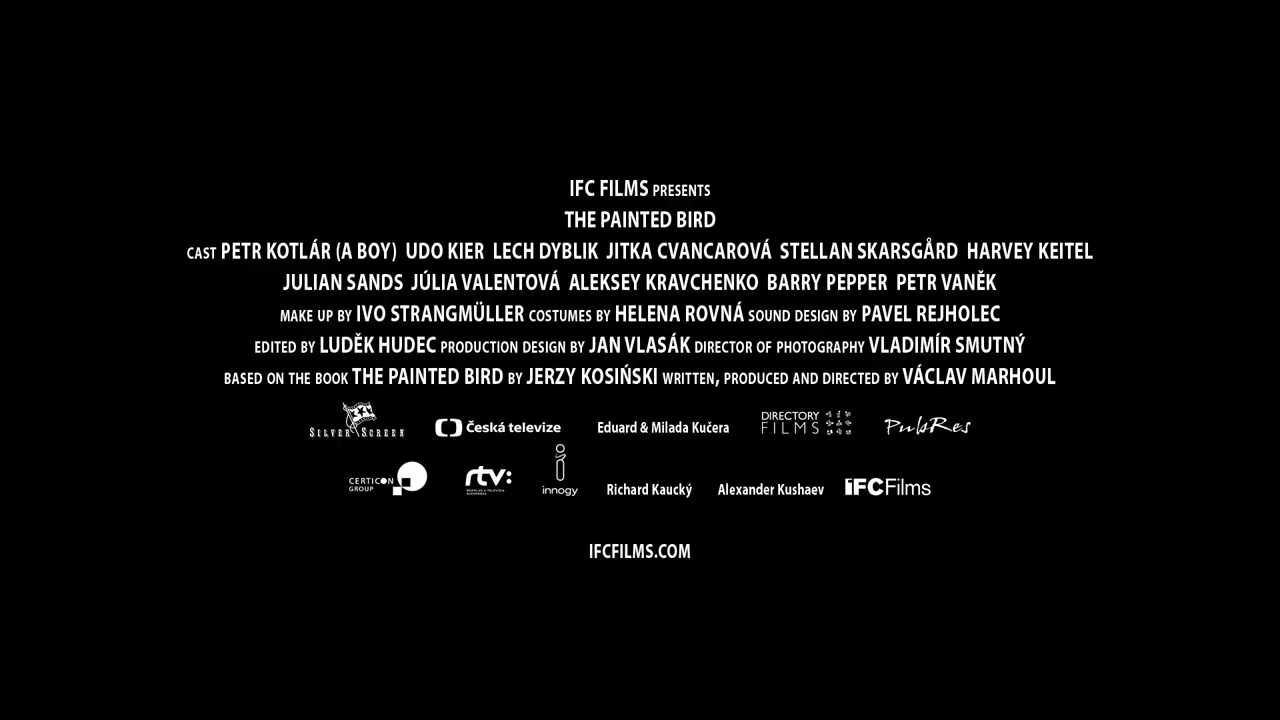 IFC FILMS PRESENTS
THE PAINTED BIRD
CAST PETR KOTLÁR (A BOY) UDO KIER LECH DYBLIK JITKA CVANCAROVÁ STELLAN SKARSGÅRD HARVEY KEITEL
JULIAN SANDS JÚLIA VALENTOVÁ ALEKSEY KRAVCHENKO BARRY PEPPER PETR VANĚK
MAKE UP BY IVO STRANGMÜLLER COSTUMES BY HELENA ROVNÁ SOUND DESIGN BY PAVEL REJHOLEC
EDITED BY LUDĚK HUDEC PRODUCTION DESIGN BY JAN VLASÁK DIRECTOR OF PHOTOGRAPHY VLADIMÍR SMUTNÝ
BASED ON THE BOOK THE PAINTED BIRD BY JERZY KOSIŃSKI WRITTEN, PRODUCED AND DIRECTED BY VÁCLAV MARHOUL
SILVER SCREEN Česká televize Eduard & Milada Kučera DIRECTORY FILMS PubRes
CERTICON GROUP rtv: ROZHLAS A TELEVÍZIA SLOVENSKA innogy Richard Kaucký Alexander Kushaev IFC Films
IFCFILMS.COM